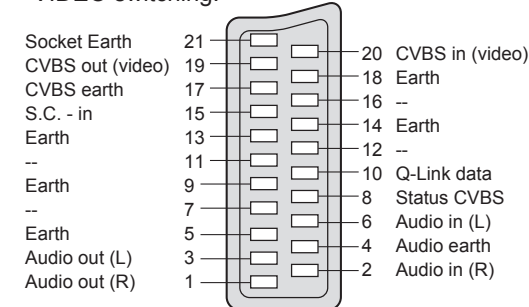 VIDEO switching.
Socket Earth 21
CVBS out (video) 19
CVBS earth 17
S.C. - in 15
Earth 13
-- 11
Earth 9
-- 7
Earth 5
Audio out (L) 3
Audio out (R) 1
20 CVBS in (video)
18 Earth
16 --
14 Earth
12 --
10 Q-Link data
8 Status CVBS
6 Audio in (L)
4 Audio earth
2 Audio in (R)